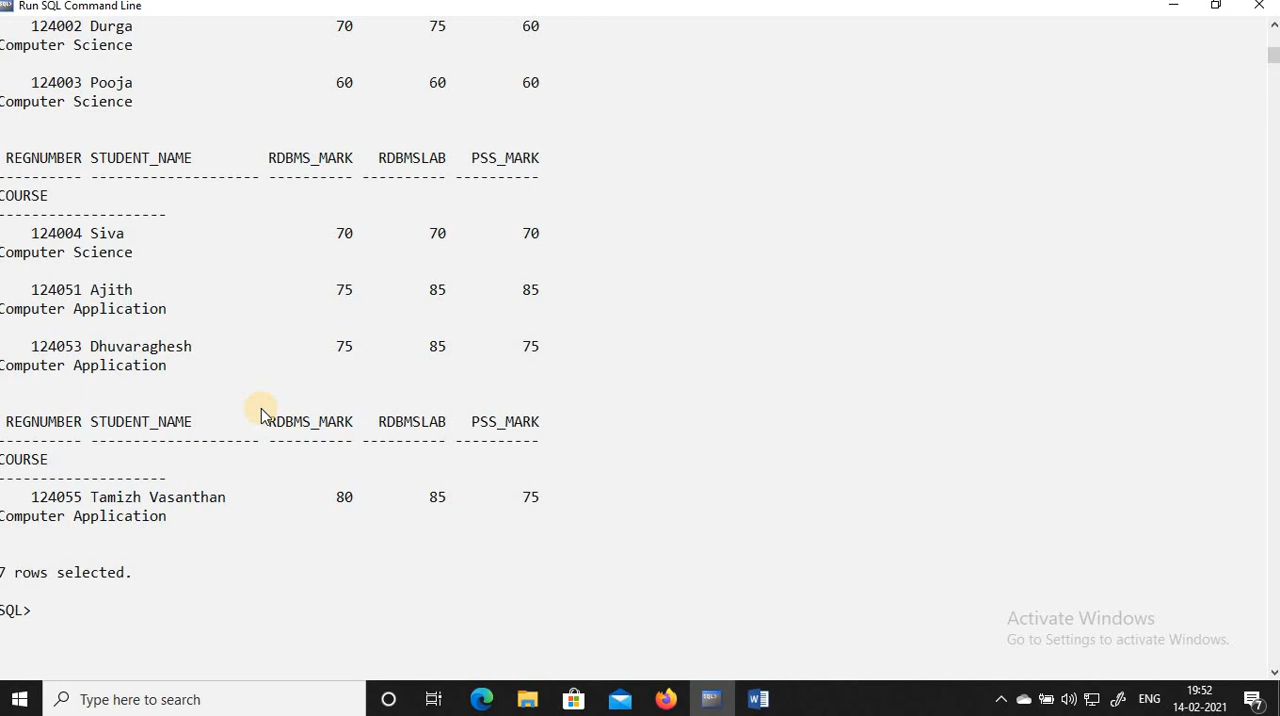 Run SQL Command Line
124002 Durga 70 75 60
Computer Science
124003 Pooja 60 60 60
Computer Science
REGNUMBER STUDENT_NAME RDBMS_MARK RDBMSLAB PSS_MARK
---------- -------------------- ---------- ---------- ----------
COURSE
--------------------
124004 Siva 70 70 70
Computer Science
124051 Ajith 75 85 85
Computer Application
124053 Dhuvaraghesh 75 85 75
Computer Application
REGNUMBER STUDENT_NAME RDBMS_MARK RDBMSLAB PSS_MARK
---------- -------------------- ---------- ---------- ----------
COURSE
--------------------
124055 Tamizh Vasanthan 80 85 75
Computer Application
7 rows selected.
SQL>
Activate Windows
Go to Settings to activate Windows.
Type here to search
ENG
19:52
14-02-2021
7